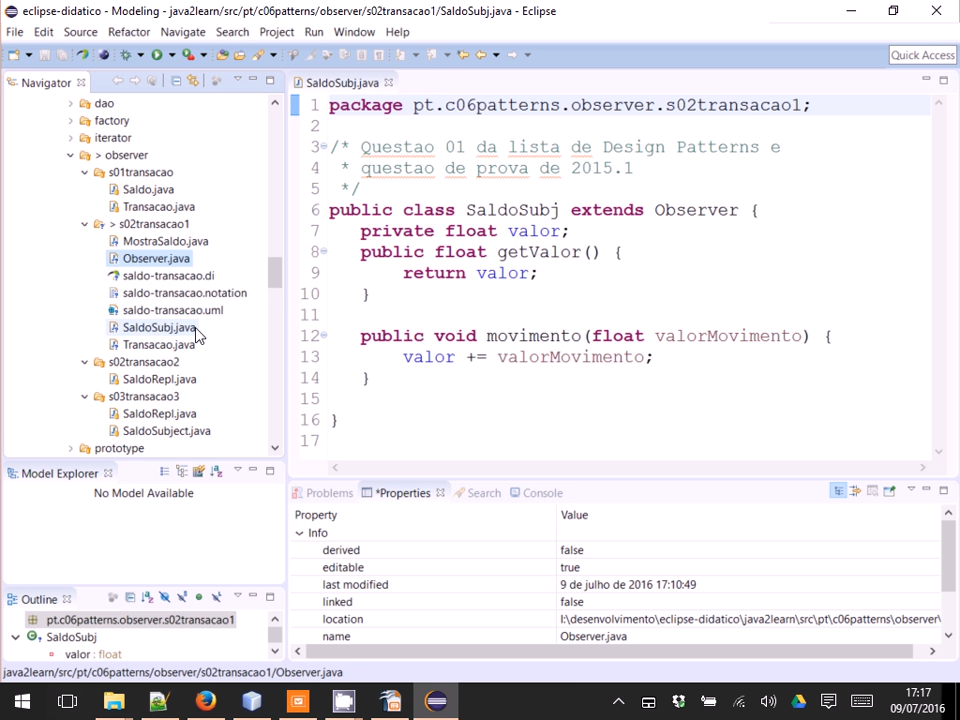 eclipse-didatico - Modeling - java2learn/src/pt/c06patterns/observer/s02transacao1/SaldoSubj.java - Eclipse
File Edit Source Refactor Navigate Search Project Run Window Help
Quick Access
Navigator
dao
factory
iterator
> observer
s01transacao
Saldo.java
Transacao.java
> s02transacao1
MostraSaldo.java
Observer.java
saldo-transacao.di
saldo-transacao.notation
saldo-transacao.uml
SaldoSubj.java
Transacao.java
s02transacao2
SaldoRepl.java
s03transacao3
SaldoRepl.java
SaldoSubject.java
prototype
Model Explorer
No Model Available
Outline
pt.c06patterns.observer.s02transacao1
SaldoSubj
valor : float
SaldoSubj.java
1 package pt.c06patterns.observer.s02transacao1;
2
3 /* Questao 01 da lista de Design Patterns e
4 * questao de prova de 2015.1
5 */
6 public class SaldoSubj extends Observer {
7 private float valor;
8 public float getValor() {
9 return valor;
10 }
11
12 public void movimento(float valorMovimento) {
13 valor += valorMovimento;
14 }
15
16 }
17
Problems *Properties Search Console
Property Value
Info
derived false
editable true
last modified 9 de julho de 2016 17:10:49
linked false
location I:\desenvolvimento\eclipse-didatico\java2learn\src\pt\c06patterns\observer\
name Observer.java
java2learn/src/pt/c06patterns/observer/s02transacao1/Observer.java
17:17
09/07/2016